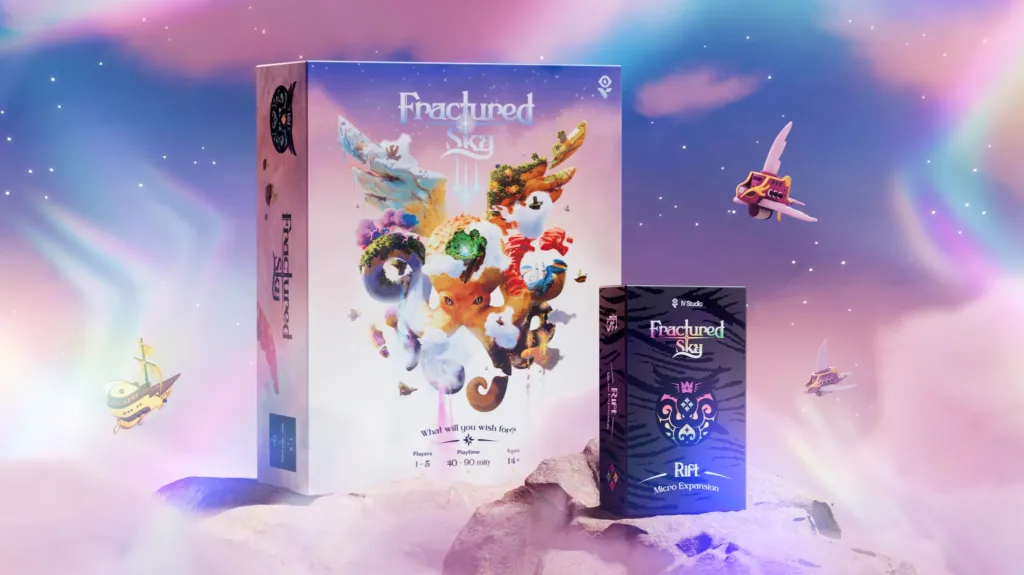 Fractured
Sky
Fractured
Sky
What will you wish for?
Players
Playtime
Ages
1 - 5
40 - 90 min
14+
IV Studio
Fractured
Sky
Rift
Micro Expansion
Rift